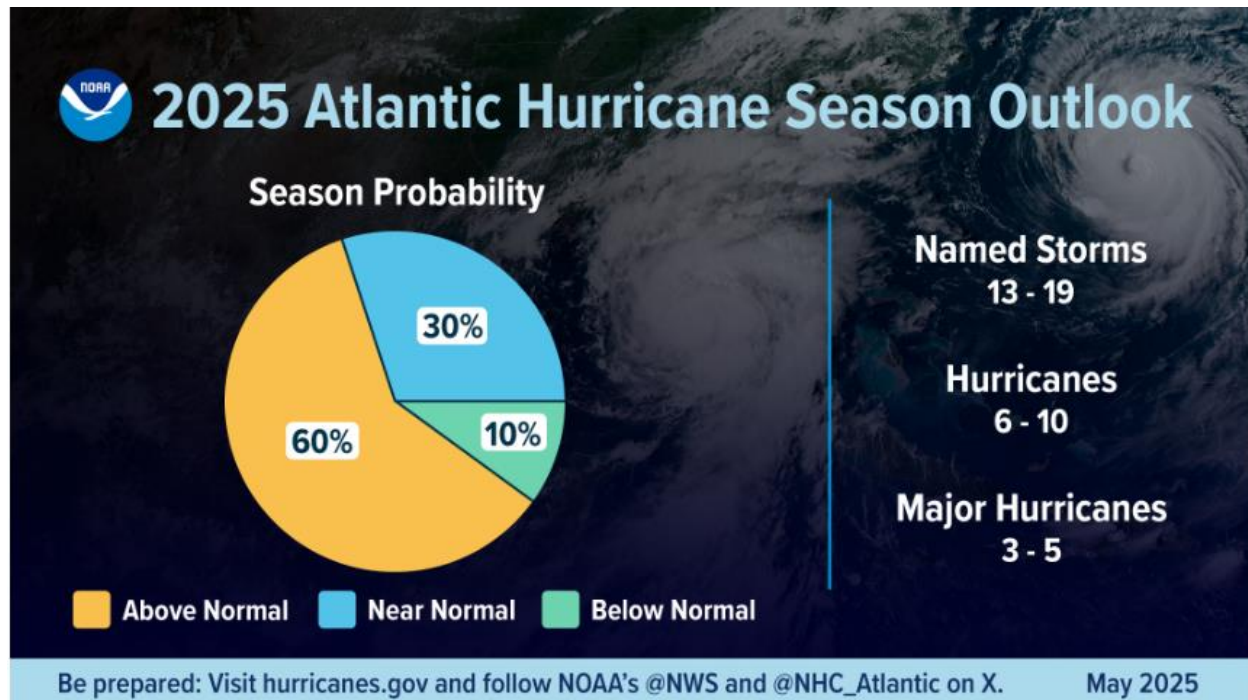 NOAA
2025 Atlantic Hurricane Season Outlook
Season Probability
30%
60%
10%
Above Normal
Near Normal
Below Normal
Named Storms
13 - 19
Hurricanes
6 - 10
Major Hurricanes
3 - 5
Be prepared: Visit hurricanes.gov and follow NOAA's @NWS and @NHC_Atlantic on X.
May 2025